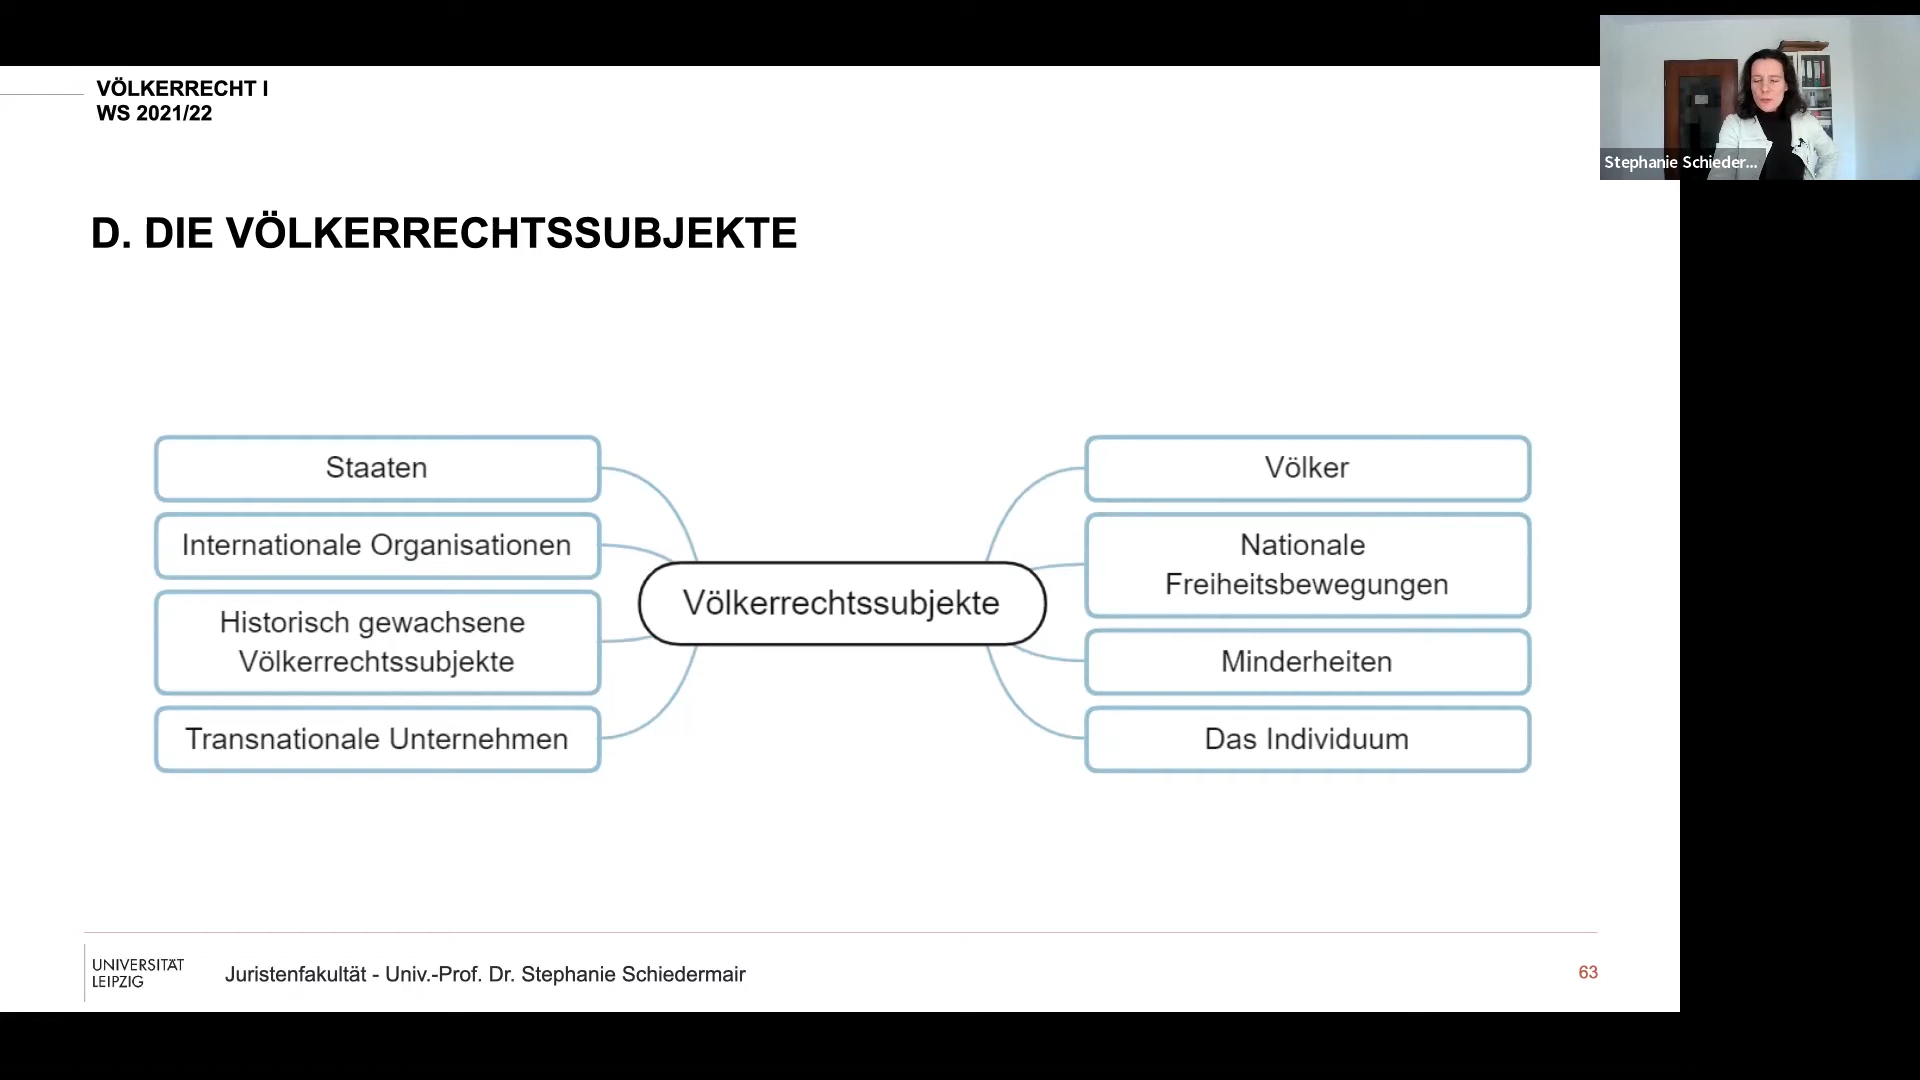 VÖLKERRECHT I
WS 2021/22
Stephanie Schieder...
D. DIE VÖLKERRECHTSSUBJEKTE
Staaten
Internationale Organisationen
Historisch gewachsene
Völkerrechtssubjekte
Transnationale Unternehmen
Völkerrechtssubjekte
Völker
Nationale
Freiheitsbewegungen
Minderheiten
Das Individuum
UNIVERSITÄT
LEIPZIG
Juristenfakultät - Univ.-Prof. Dr. Stephanie Schiedermair
63